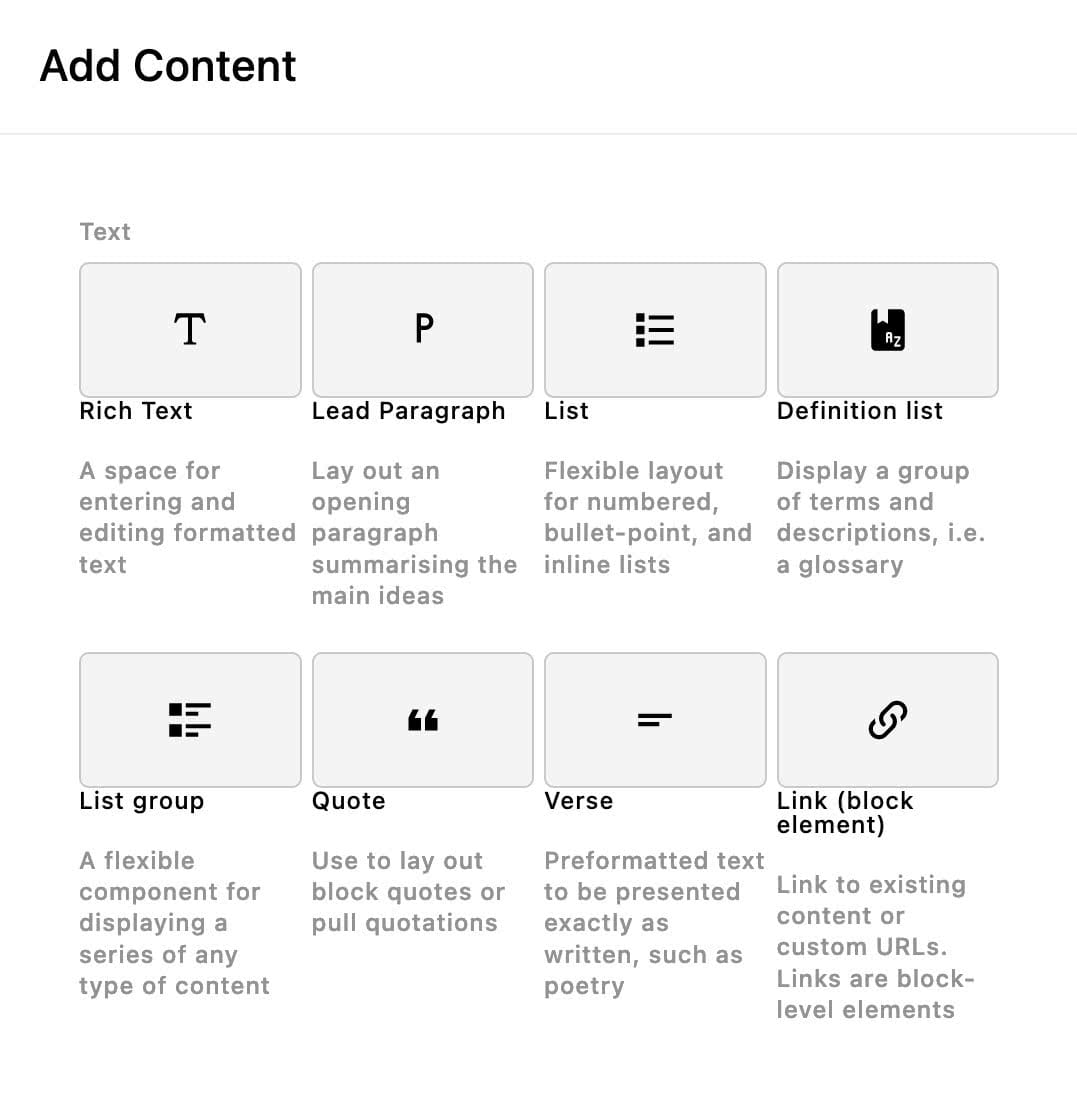 Add Content
Text
T
P
AZ
Rich Text
Lead Paragraph
List
Definition list
A space for
entering and
editing formatted
text
Lay out an
opening
paragraph
summarising the
main ideas
Flexible layout
for numbered,
bullet-point, and
inline lists
Display a group
of terms and
descriptions, i.e.
a glossary
List group
Quote
Verse
Link (block
element)
A flexible
component for
displaying a
series of any
type of content
Use to lay out
block quotes or
pull quotations
Preformatted text
to be presented
exactly as
written, such as
poetry
Link to existing
content or
custom URLs.
Links are block-
level elements